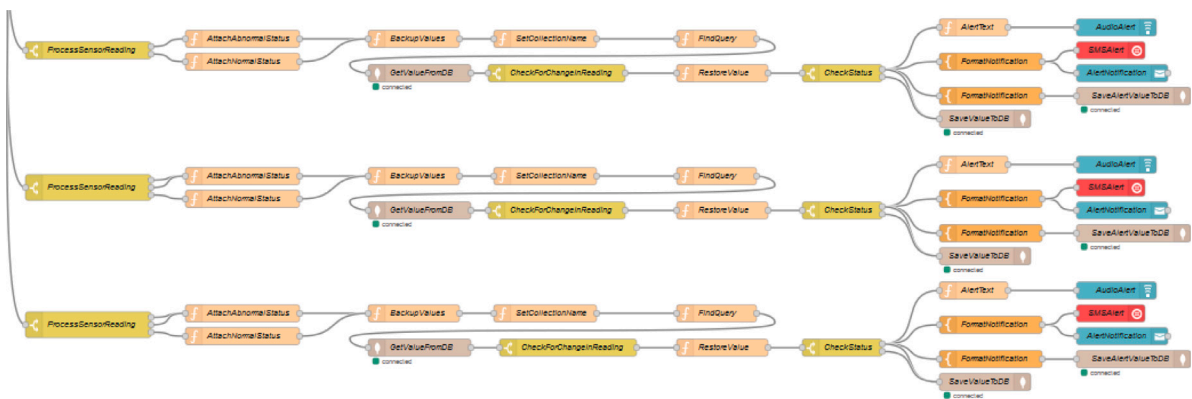 AlertText AudioAlert
ProcessSensorReading AttachAbnormalStatus BackupValues SetCollectionName FindQuery
AttachNormalStatus FormatNotification SMSAlert
GetValueFromDB CheckForChangeinReading RestoreValue CheckStatus AlertNotification
connected
FormatNotification SaveAlertValueToDB
connected
SaveValueToDB
connected
AlertText AudioAlert
ProcessSensorReading AttachAbnormalStatus BackupValues SetCollectionName FindQuery
AttachNormalStatus FormatNotification SMSAlert
GetValueFromDB CheckForChangeinReading RestoreValue CheckStatus AlertNotification
connected
FormatNotification SaveAlertValueToDB
connected
SaveValueToDB
connected
AlertText AudioAlert
ProcessSensorReading AttachAbnormalStatus BackupValues SetCollectionName FindQuery
AttachNormalStatus FormatNotification SMSAlert
GetValueFromDB CheckForChangeinReading RestoreValue CheckStatus AlertNotification
connected
FormatNotification SaveAlertValueToDB
connected
SaveValueToDB
connected